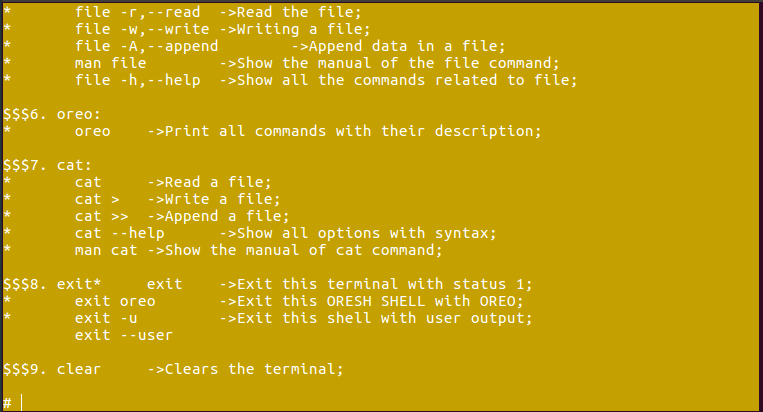 *       file -r,--read  ->Read the file;
*       file -w,--write ->Writing a file;
*       file -A,--append        ->Append data in a file;
*       man file        ->Show the manual of the file command;
*       file -h,--help  ->Show all the commands related to file;
$$$6. oreo:
*       oreo    ->Print all commands with their description;
$$$7. cat:
*       cat     ->Read a file;
*       cat >   ->Write a file;
*       cat >>  ->Append a file;
*       cat --help      ->Show all options with syntax;
*       man cat ->Show the manual of cat command;
$$$8. exit*     exit    ->Exit this terminal with status 1;
*       exit oreo       ->Exit this ORESH SHELL with OREO;
*       exit -u         ->Exit this shell with user output;
        exit --user
$$$9. clear     ->Clears the terminal;
#